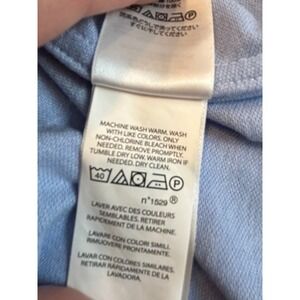 MACHINE WASH WARM, WASH
WITH LIKE COLORS. ONLY
NON-CHLORINE BLEACH WHEN
NEEDED. REMOVE PROMPTLY.
TUMBLE DRY LOW. WARM IRON IF
NEEDED. DRY CLEAN.
40 P
n°1529 ®
LAVER AVEC DES COULEURS
SEMBLABLES. RETIRER
RAPIDEMENT DE LA MACHINE.
LAVARE CON COLORI SIMILI.
RIMUOVERE PRONTAMENTE.
LAVAR CON COLORES SIMILARES.
RETIRAR RÁPIDAMENTE DE LA
LAVADORA.